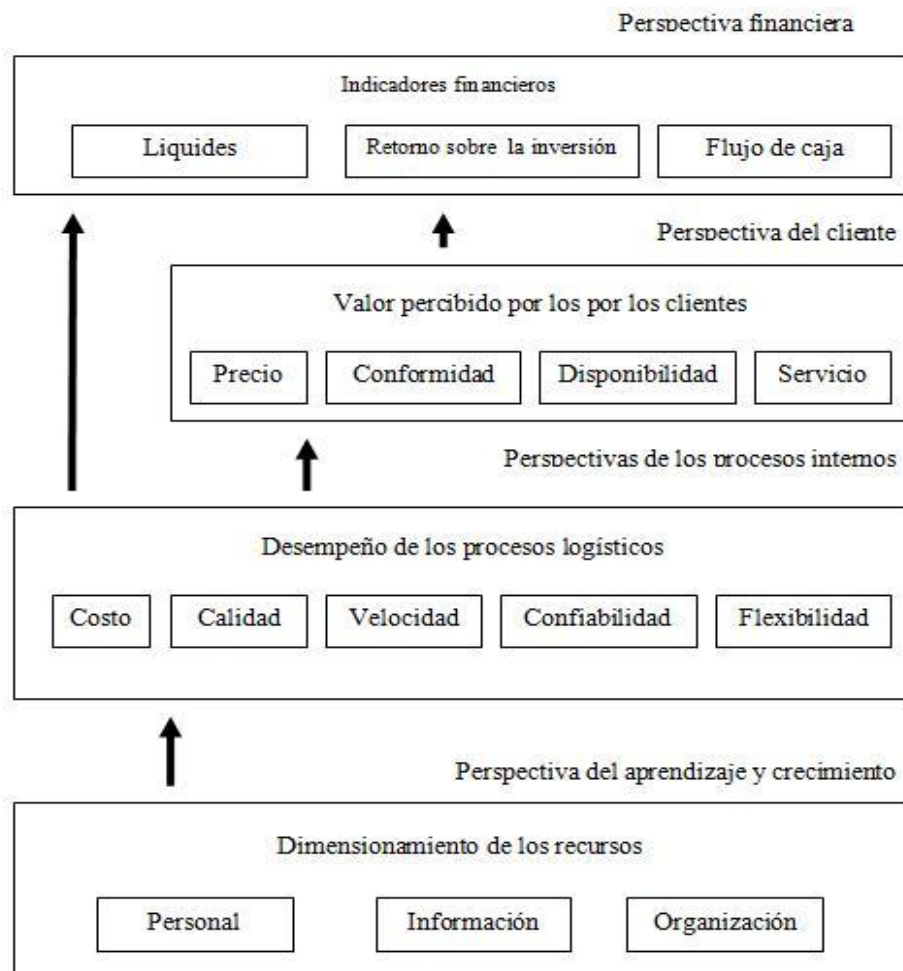 Perspectiva financiera
Indicadores financieros
Liquides
Retorno sobre la inversión
Flujo de caja
Perspectiva del cliente
Valor percibido por los por los clientes
Precio
Conformidad
Disponibilidad
Servicio
Perspectivas de los procesos internos
Desempeño de los procesos logísticos
Costo
Calidad
Velocidad
Confiabilidad
Flexibilidad
Perspectiva del aprendizaje y crecimiento
Dimensionamiento de los recursos
Personal
Información
Organización